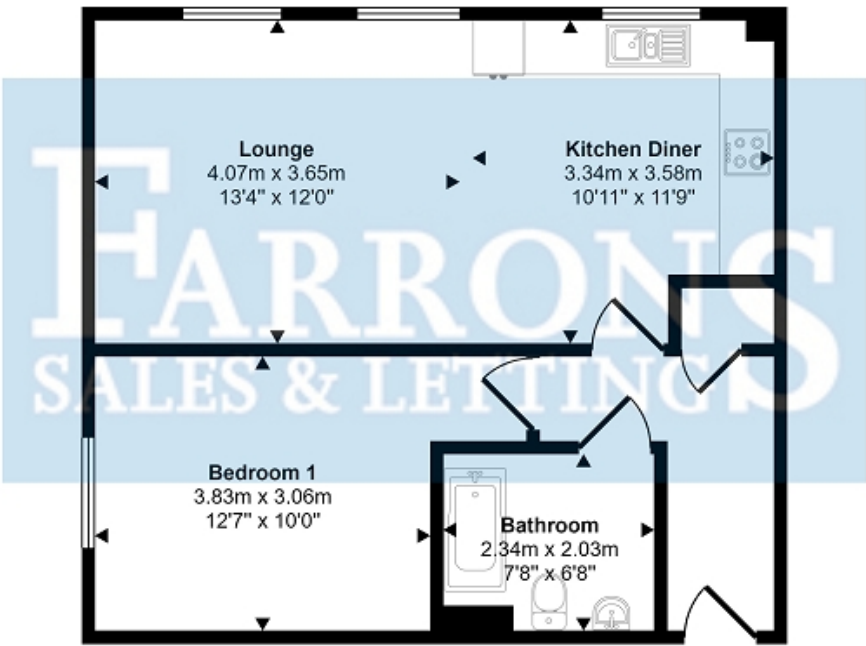 Lounge
4.07m x 3.65m
13'4" x 12'0"
Kitchen Diner
3.34m x 3.58m
10'11" x 11'9"
FARRONS
SALES & LETTINGS
Bedroom 1
3.83m x 3.06m
12'7" x 10'0"
Bathroom
2.34m x 2.03m
7'8" x 6'8"